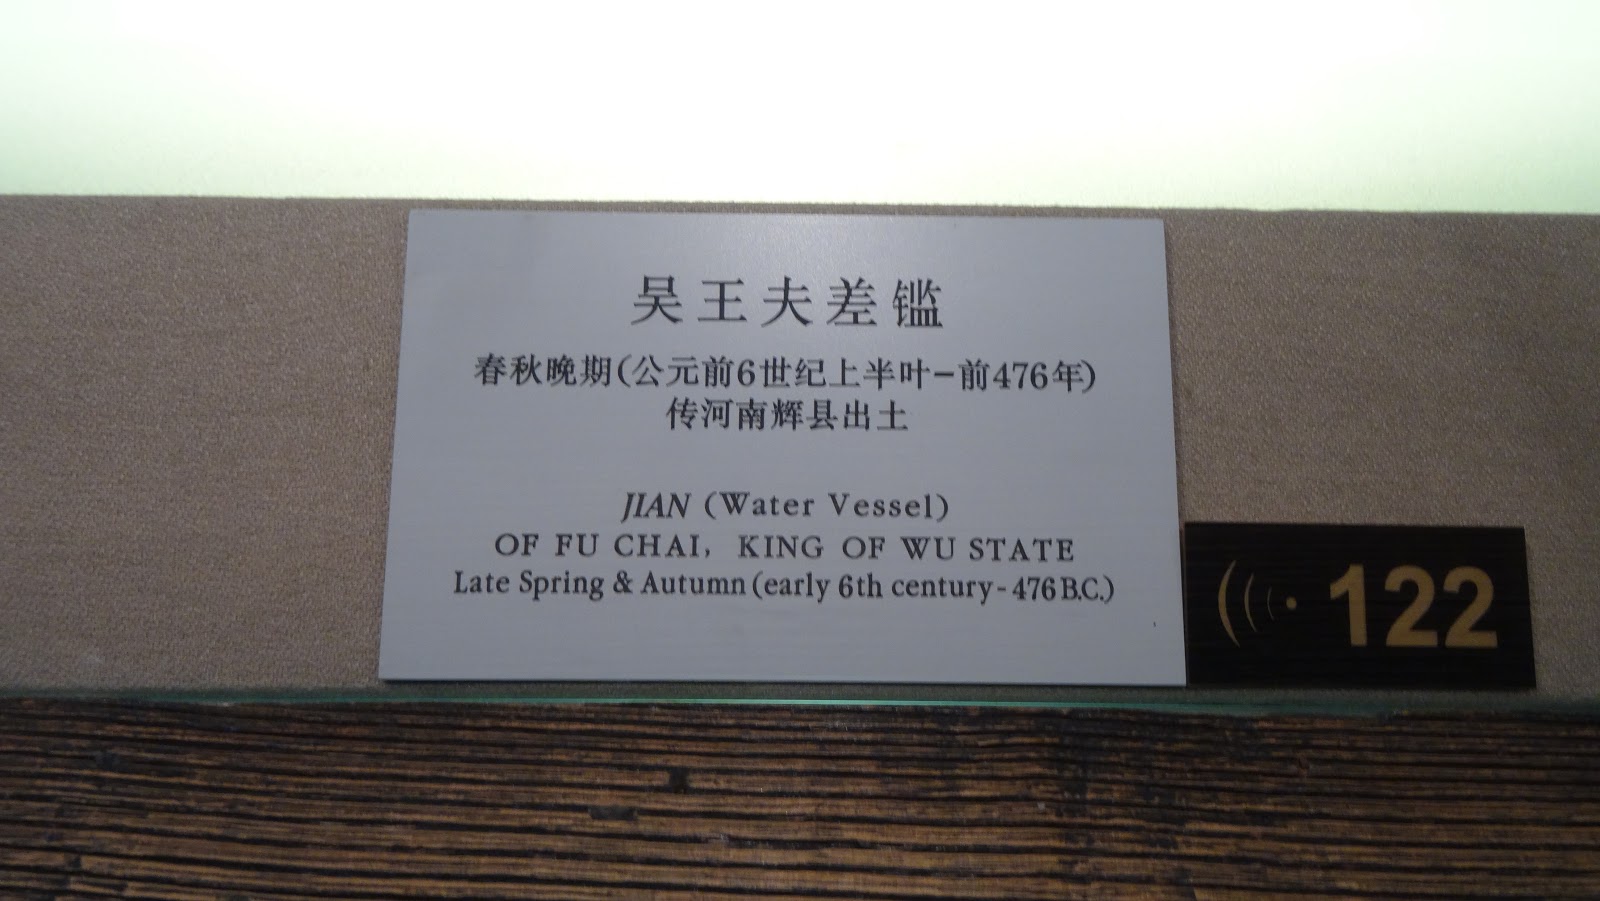 吴王夫差鉴
春秋晚期(公元前6世纪上半叶-前476年)
传河南辉县出土
JIAN (Water Vessel)
OF FU CHAI, KING OF WU STATE
Late Spring & Autumn (early 6th century - 476 B.C.)
122